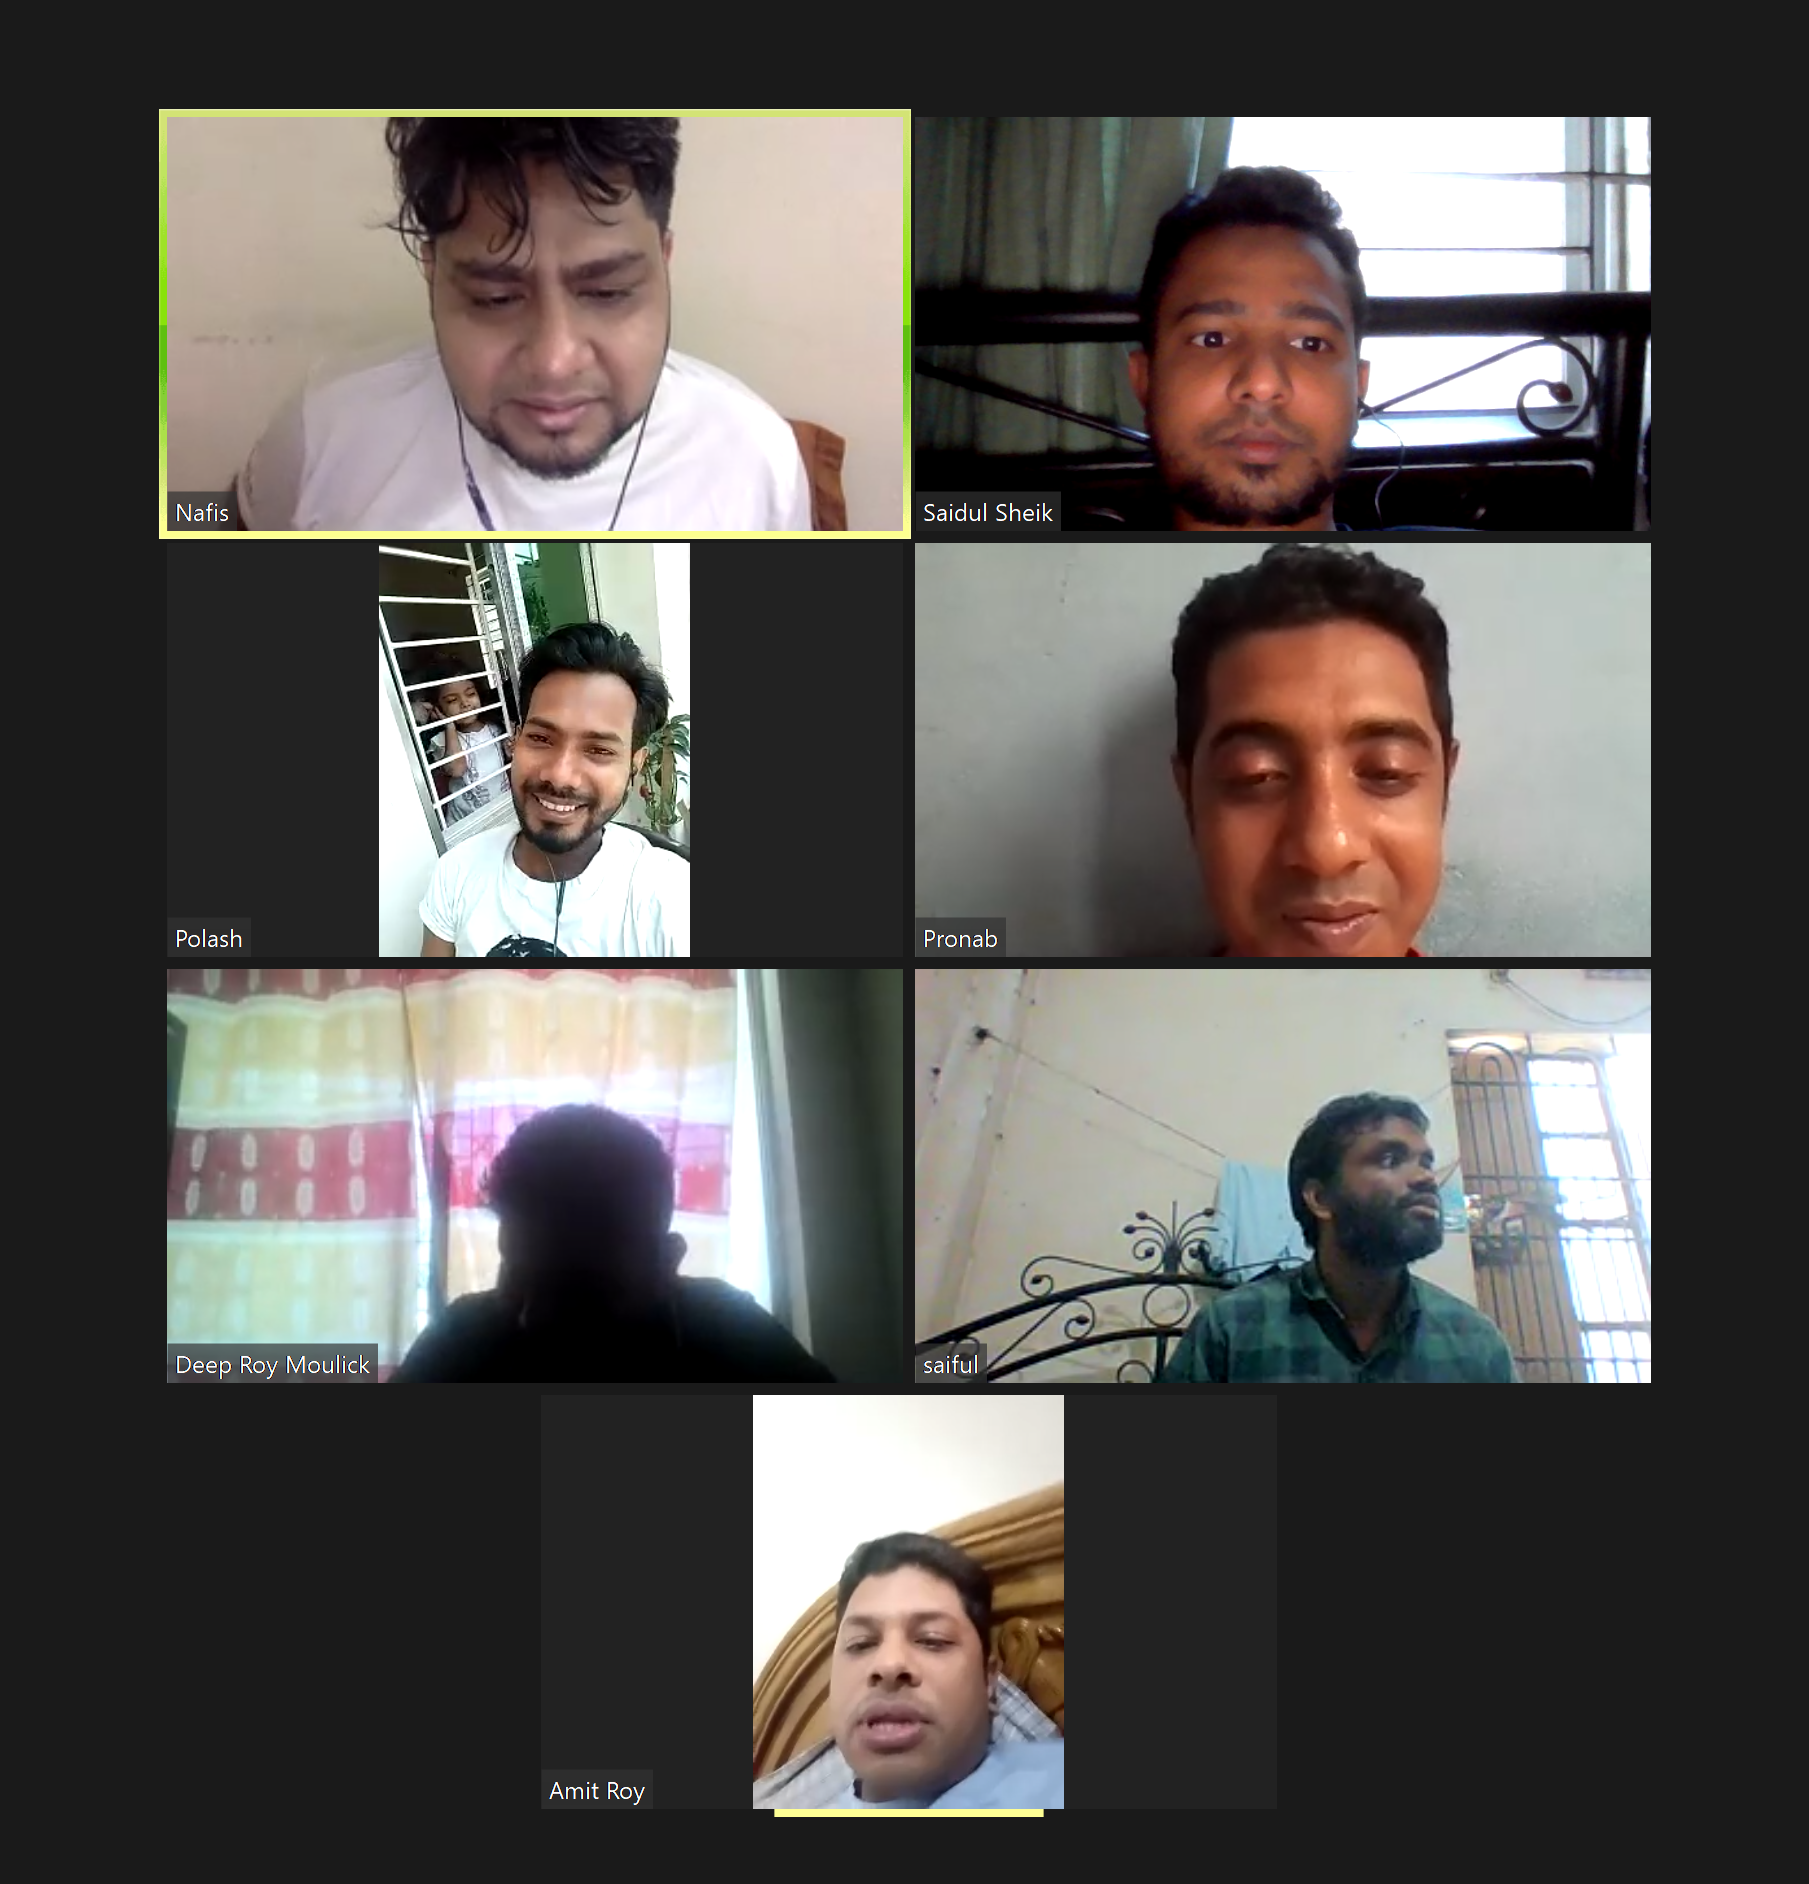 Nafis
Saidul Sheik
Polash
Pronab
Deep Roy Moulick
saiful
Amit Roy